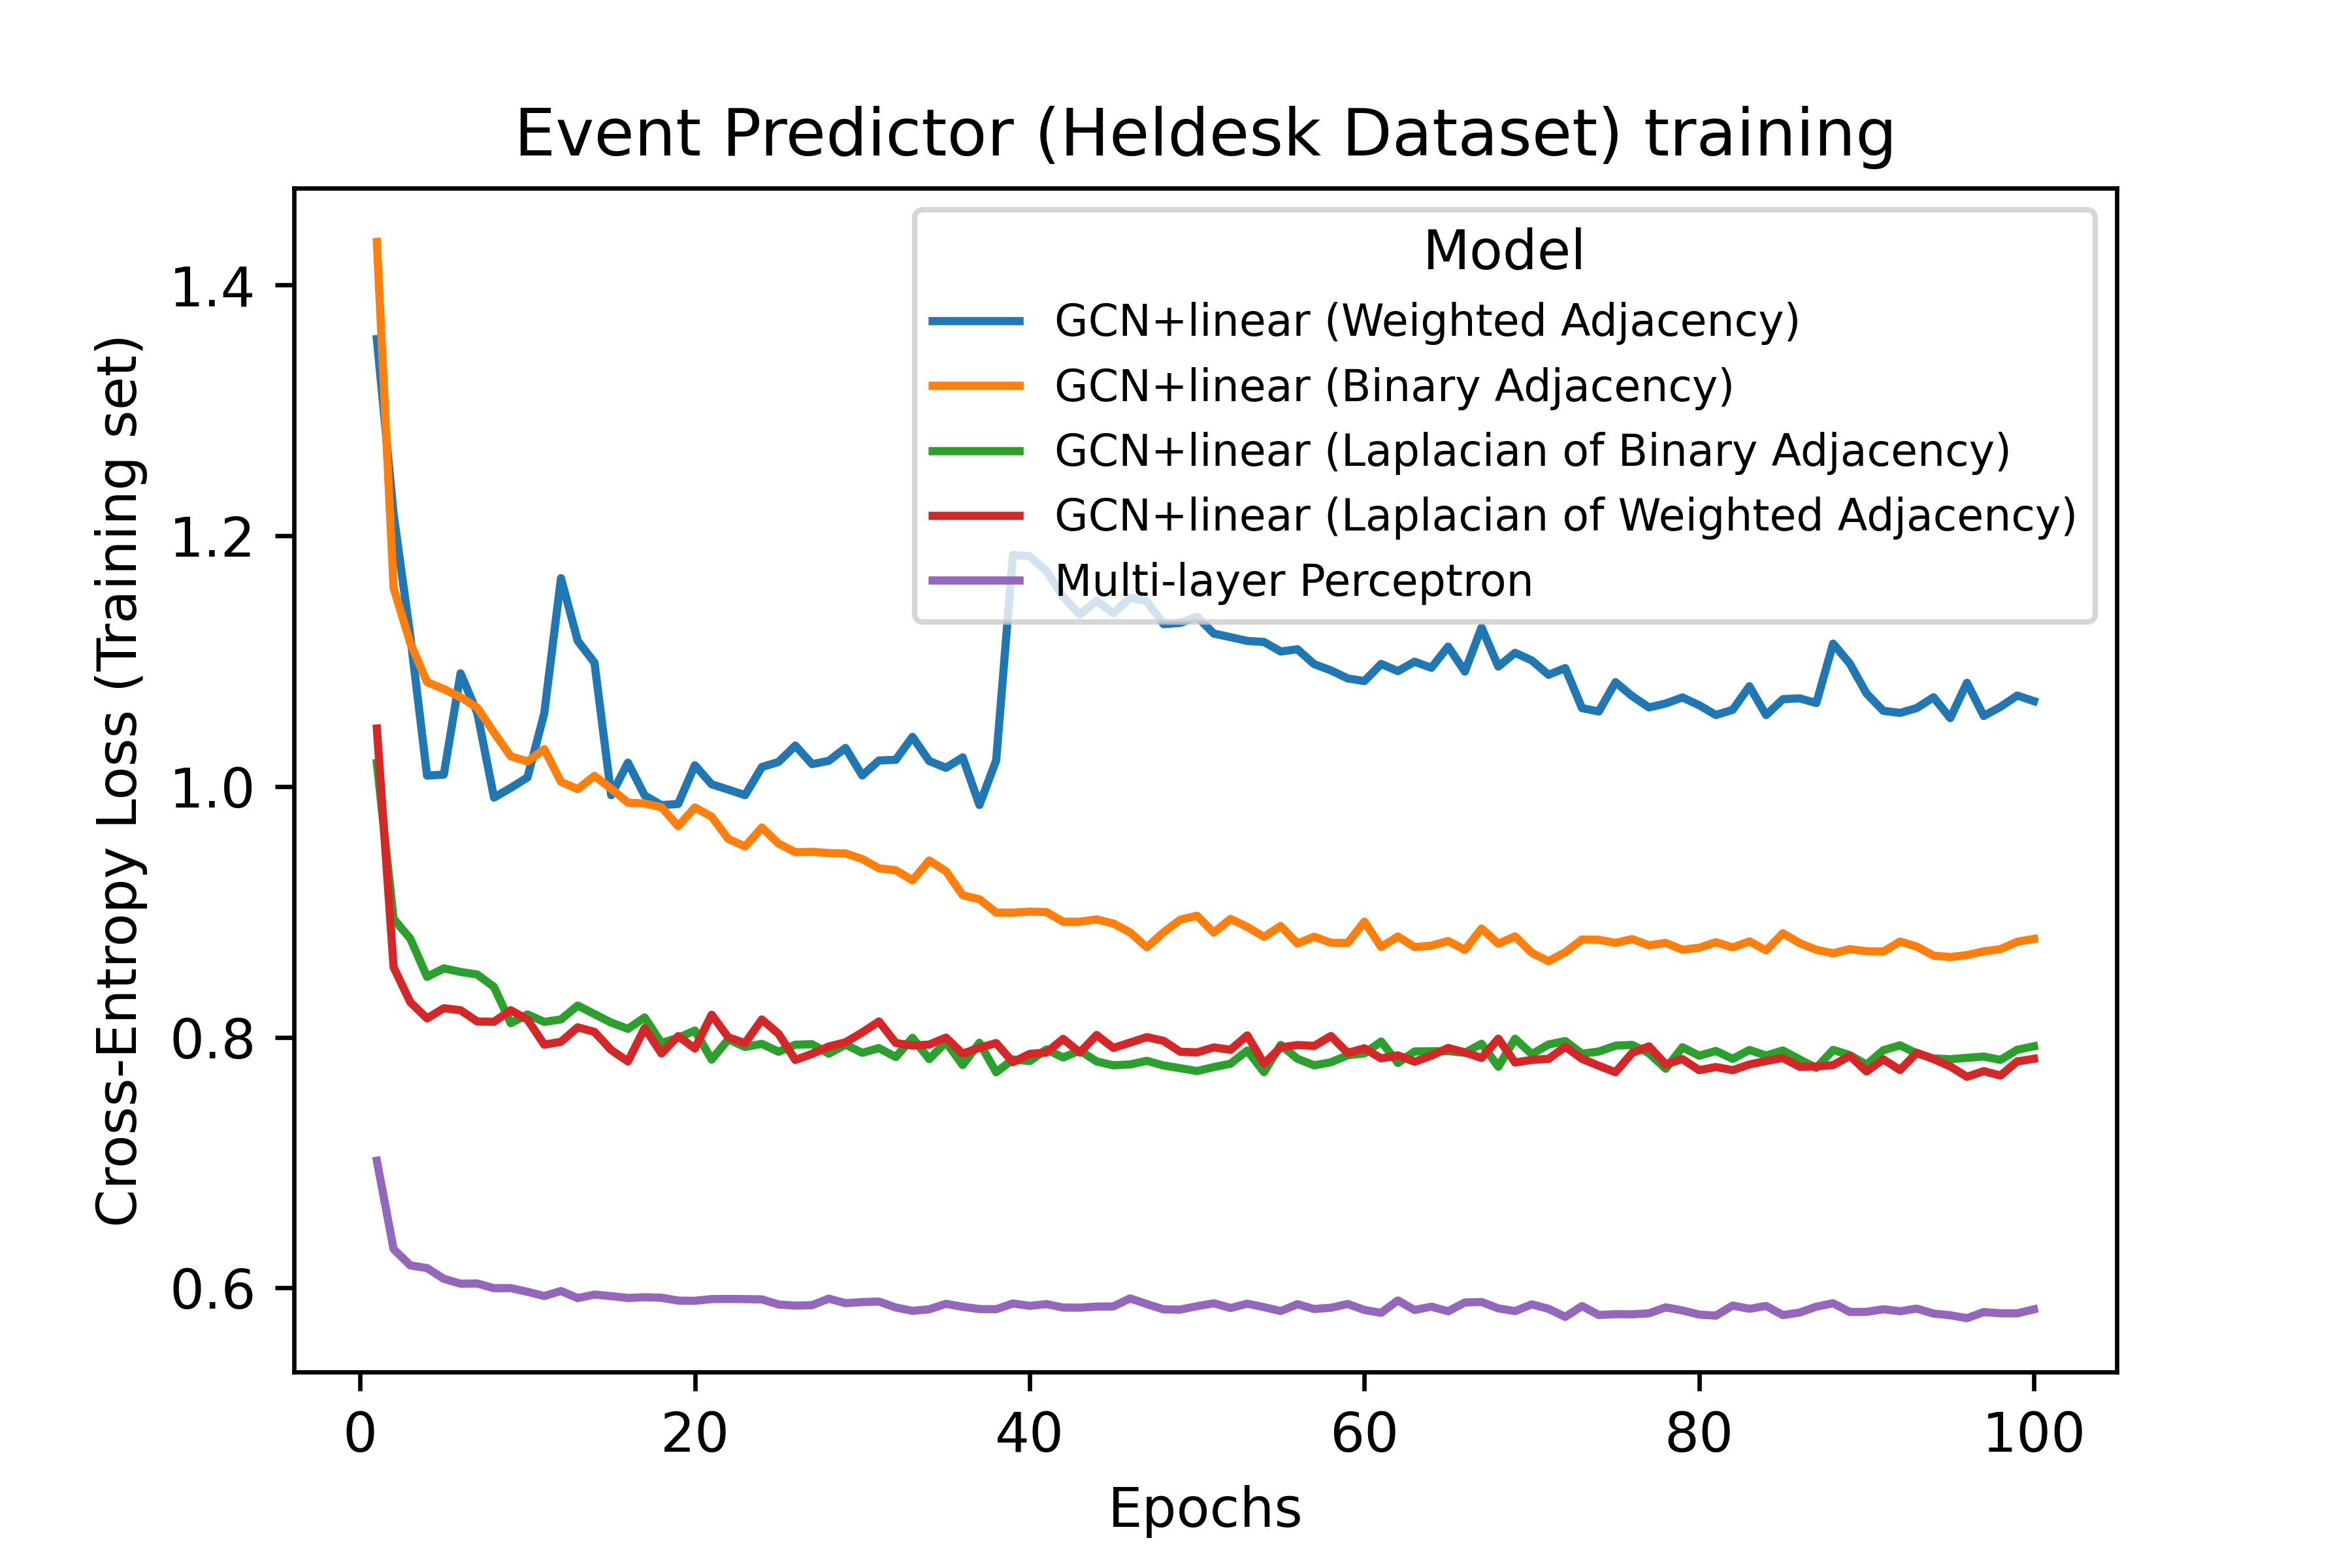 Event Predictor (Heldesk Dataset) training
Cross-Entropy Loss (Training set)
1.4
1.2
1.0
0.8
0.6
Model
GCN+linear (Weighted Adjacency)
GCN+linear (Binary Adjacency)
GCN+linear (Laplacian of Binary Adjacency)
GCN+linear (Laplacian of Weighted Adjacency)
Multi-layer Perceptron
0 20 40 60 80 100
Epochs